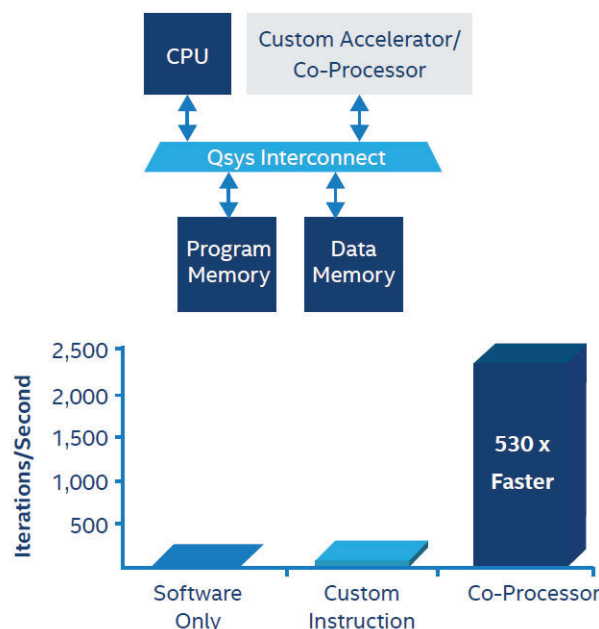 CPU
Custom Accelerator/
Co-Processor
Qsys Interconnect
Program
Memory
Data
Memory
Iterations/Second
2,500
2,000
1,500
1,000
500
530 x
Faster
Software
Only
Custom
Instruction
Co-Processor